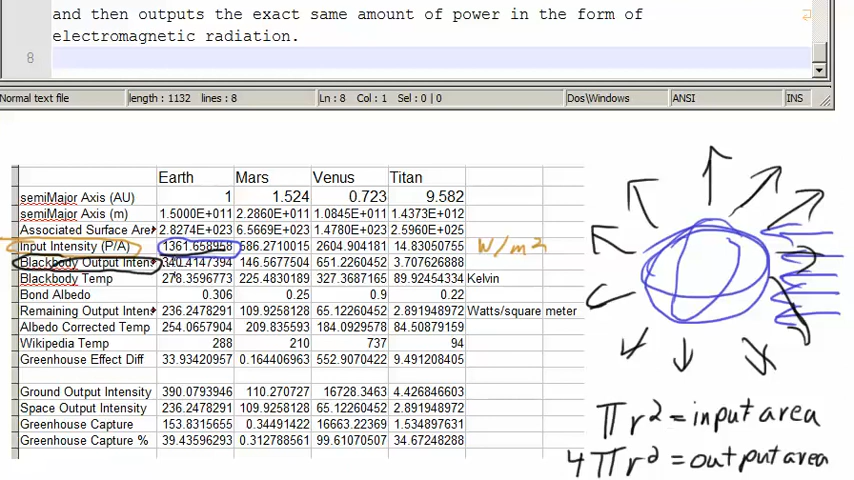 and then outputs the exact same amount of power in the form of
electromagnetic radiation.
8
Normal text file length : 1132 lines : 8 Ln : 8 Col : 1 Sel : 0 | 0 Dos\Windows ANSI INS
Earth Mars Venus Titan
semiMajor Axis (AU) 1 1.524 0.723 9.582
semiMajor Axis (m) 1.5000E+011 2.2860E+011 1.0845E+011 1.4373E+012
Associated Surface Are 2.8274E+023 6.5669E+023 1.4780E+023 2.5960E+025
Input Intensity (P/A) 1361.658958 586.2710015 2604.904181 14.83050755 W/m2
Blackbody Output Intens 340.4147394 146.5677504 651.2260452 3.707626888
Blackbody Temp 278.3596773 225.4830189 327.3687165 89.92454334 Kelvin
Bond Albedo 0.306 0.25 0.9 0.22
Remaining Output Intens 236.2478291 109.9258128 65.12260452 2.891948972 Watts/square meter
Albedo Corrected Temp 254.0657904 209.835593 184.0929578 84.50879159
Wikipedia Temp 288 210 737 94
Greenhouse Effect Diff 33.93420957 0.164406963 552.9070422 9.491208405
Ground Output Intensity 390.0793946 110.270727 16728.3463 4.426846603
Space Output Intensity 236.2478291 109.9258128 65.12260452 2.891948972
Greenhouse Capture 153.8315655 0.34491422 16663.22369 1.534897631
Greenhouse Capture % 39.43596293 0.312788561 99.61070507 34.67248288
πr² = input area
4πr² = output area